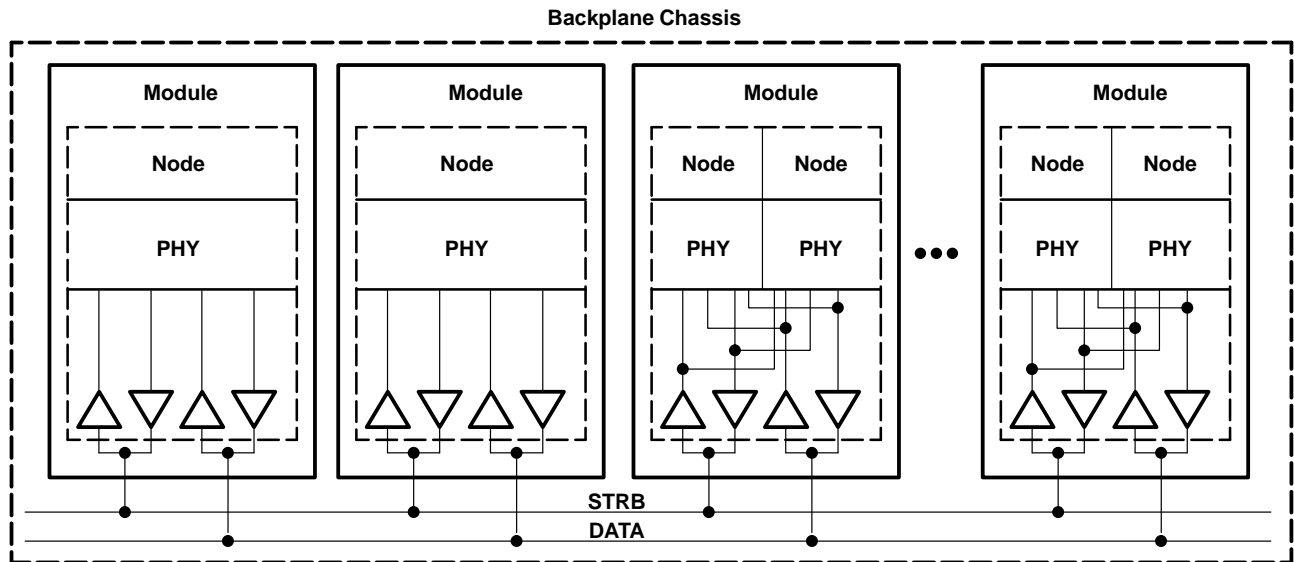 Backplane Chassis
Module Module Module Module
Node Node Node Node Node Node
PHY PHY PHY PHY PHY PHY
STRB
DATA